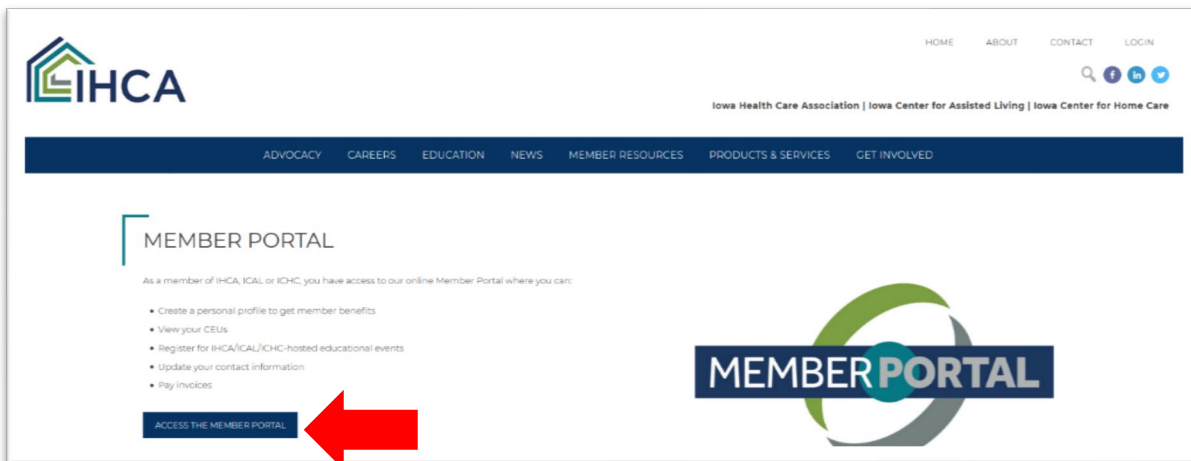 IHCA
HOME ABOUT CONTACT LOGIN
Iowa Health Care Association | Iowa Center for Assisted Living | Iowa Center for Home Care
ADVOCACY CAREERS EDUCATION NEWS MEMBER RESOURCES PRODUCTS & SERVICES GET INVOLVED
MEMBER PORTAL
As a member of IHCA, ICAL or ICHC, you have access to our online Member Portal where you can:
• Create a personal profile to get member benefits
• View your CEUs
• Register for IHCA/ICAL/ICHC-hosted educational events
• Update your contact information
• Pay invoices
ACCESS THE MEMBER PORTAL
MEMBERPORTAL